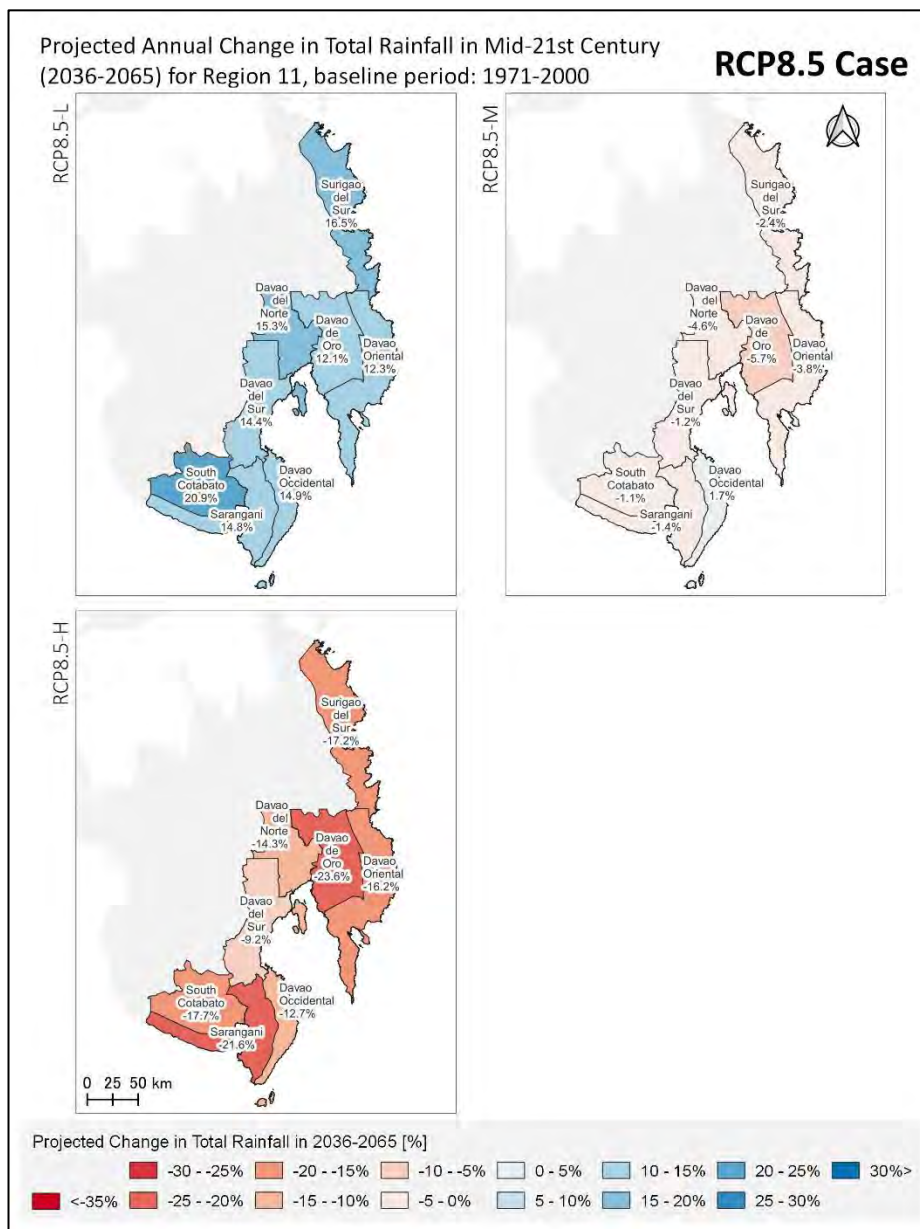 Projected Annual Change in Total Rainfall in Mid-21st Century
(2036-2065) for Region 11, baseline period: 1971-2000
RCP8.5 Case
RCP8.5-L
Surigao
del
Sur
16.5%
Davao
del
Norte
15.3%
Davao
de
Oro
12.1%
Davao
Oriental
12.3%
Davao
del
Sur
14.4%
South
Cotabato
20.9%
Davao
Occidental
14.9%
Sarangani
14.8%
RCP8.5-M
Surigao
del
Sur
-2.4%
Davao
del
Norte
-4.6%
Davao
de
Oro
-5.7%
Davao
Oriental
-3.8%
Davao
del
Sur
-1.2%
South
Cotabato
-1.1%
Davao
Occidental
1.7%
Sarangani
-1.4%
RCP8.5-H
Surigao
del
Sur
-17.2%
Davao
del
Norte
-14.3%
Davao
de
Oro
-23.6%
Davao
Oriental
-16.2%
Davao
del
Sur
-9.2%
South
Cotabato
-17.7%
Davao
Occidental
-12.7%
Sarangani
-21.6%
0 25 50 km
Projected Change in Total Rainfall in 2036-2065 [%]
-30 - -25% -20 - -15% -10 - -5% 0 - 5% 10 - 15% 20 - 25% 30%>
<-35% -25 - -20% -15 - -10% -5 - 0% 5 - 10% 15 - 20% 25 - 30%